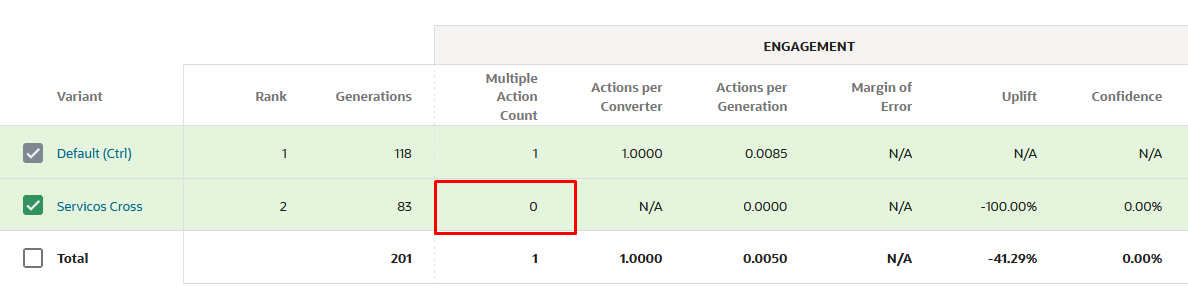 ENGAGEMENT
Variant Rank Generations Multiple Action Count Actions per Converter Actions per Generation Margin of Error Uplift Confidence
Default (Ctrl) 1 118 1 1.0000 0.0085 N/A N/A N/A
Servicos Cross 2 83 0 N/A 0.0000 N/A -100.00% 0.00%
Total 201 1 1.0000 0.0050 N/A -41.29% 0.00%